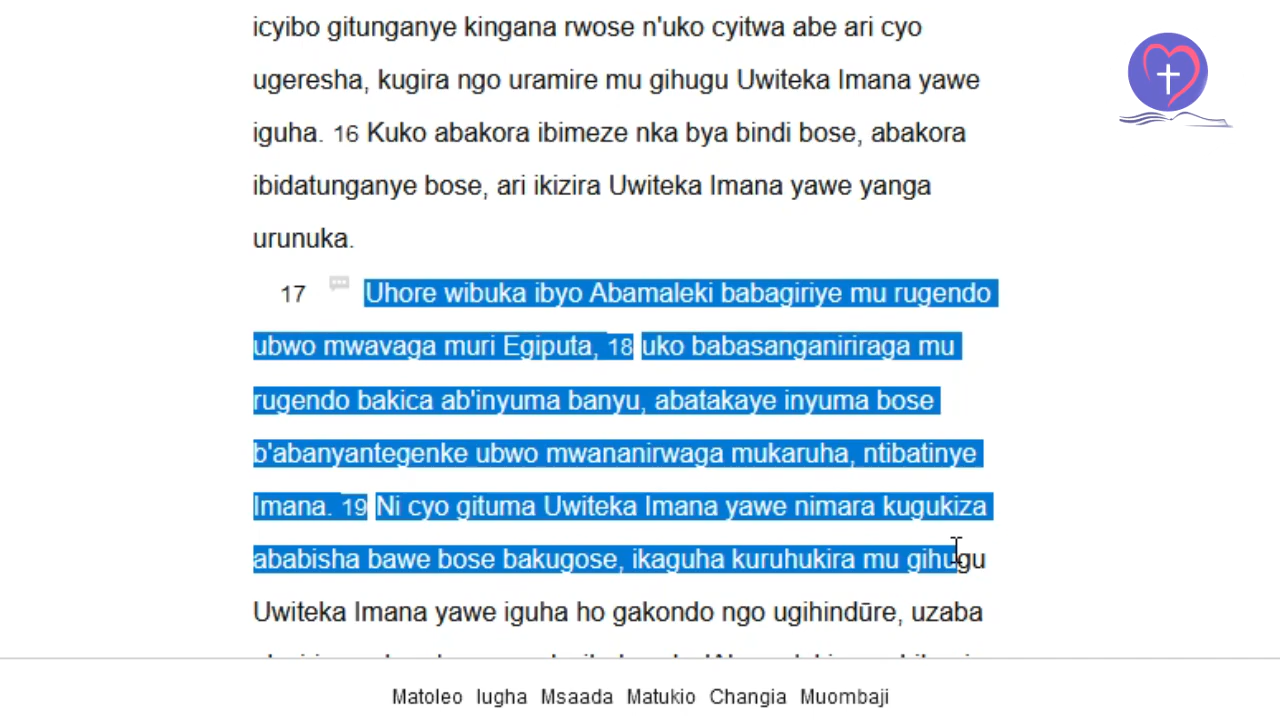 icyibo gitunganye kingana rwose n'uko cyitwa abe ari cyo
ugeresha, kugira ngo uramire mu gihugu Uwiteka Imana yawe
iguha. 16 Kuko abakora ibimeze nka bya bindi bose, abakora
ibidatunganye bose, ari ikizira Uwiteka Imana yawe yanga
urunuka.
17 Uhore wibuka ibyo Abamaleki babagiriye mu rugendo
ubwo mwavaga muri Egiputa, 18 uko babasanganiriraga mu
rugendo bakica ab'inyuma banyu, abatakaye inyuma bose
b'abanyantegenke ubwo mwananirwaga mukaruha, ntibatinye
Imana. 19 Ni cyo gituma Uwiteka Imana yawe nimara kugukiza
ababisha bawe bose bakugose, ikaguha kuruhukira mu gihugu
Uwiteka Imana yawe iguha ho gakondo ngo ugihindūre, uzaba
Matoleo Iugha Msaada Matukio Changia Muombaji